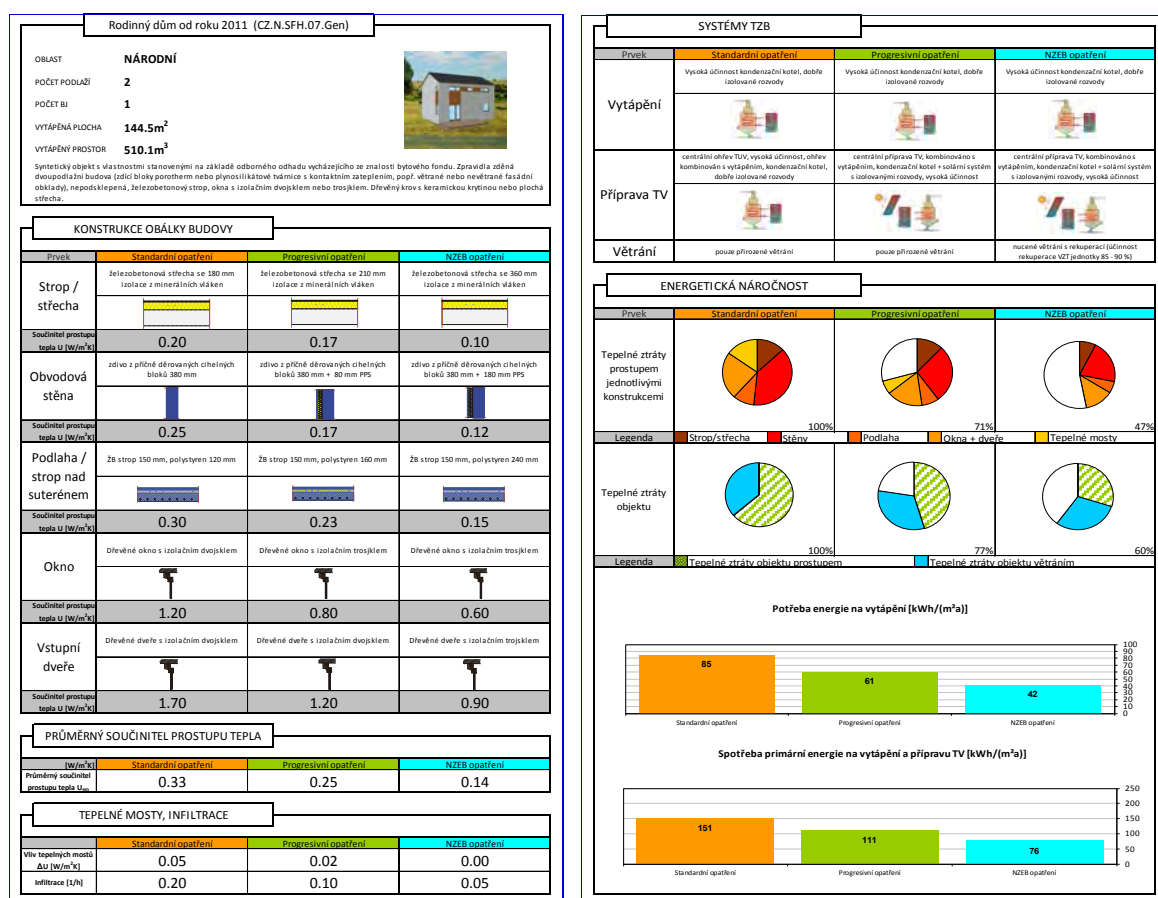 Rodinný dům od roku 2011 (CZ.N.SFH.07.Gen)
OBLAST NÁRODNÍ
POČET PODLAŽÍ 2
POČET BJ 1
VYTÁPĚNÁ PLOCHA 144.5m²
VYTÁPĚNÝ PROSTOR 510.1m³
Syntetický objekt s vlastnostmi stanovenými na základě odborného odhadu vycházejícího ze znalosti bytového fondu. Zpravidla zděná
dvoupodlažní budova (zdící bloky porotherm nebo plynosilikátové tvárnice s kontaktním zateplením, popř. větrané nebo nevětrané fasádní
obklady), nepodsklepená, železobetonový strop, okna s izolačním dvojsklem nebo trosjklem. Dřevěný krov s keramickou krytinou nebo plochá
střecha.
KONSTRUKCE OBÁLKY BUDOVY
Prvek Standardní opatření Progresivní opatření NZEB opatření
Strop /
střecha
železobetonová střecha se 180 mm
izolace z minerálních vláken
železobetonová střecha se 210 mm
izolace z minerálních vláken
železobetonová střecha se 360 mm
izolace z minerálních vláken
Součinitel prostupu
tepla U [W/m²K] 0.20 0.17 0.10
Obvodová
stěna
zdivo z příčně děrovaných cihelných
bloků 380 mm
zdivo z příčně děrovaných cihelných
bloků 380 mm + 80 mm PPS
zdivo z příčně děrovaných cihelných
bloků 380 mm + 180 mm PPS
Součinitel prostupu
tepla U [W/m²K] 0.25 0.17 0.12
Podlaha /
strop nad
suterénem
ŽB strop 150 mm, polystyren 120 mm
ŽB strop 150 mm, polystyren 160 mm
ŽB strop 150 mm, polystyren 240 mm
Součinitel prostupu
tepla U [W/m²K] 0.30 0.23 0.15
Okno
Dřevěné okno s izolačním dvojsklem
Dřevěné okno s izolačním trosjklem
Dřevěné okno s izolačním trosjklem
Součinitel prostupu
tepla U [W/m²K] 1.20 0.80 0.60
Vstupní
dveře
Dřevěné dveře s izolačním dvojsklem
Dřevěné dveře s izolačním dvojsklem
Dřevěné dveře s izolačním trojsklem
Součinitel prostupu
tepla U [W/m²K] 1.70 1.20 0.90
PRŮMĚRNÝ SOUČINITEL PROSTUPU TEPLA
[W/m²K] Standardní opatření Progresivní opatření NZEB opatření
Průměrný součinitel
prostupu tepla 0.33 0.25 0.14
TEPELNÉ MOSTY, INFILTRACE
Standardní opatření Progresivní opatření NZEB opatření
Vliv tepelných mostů
ΔU [W/m²K] 0.05 0.02 0.00
Infiltrace [1/h] 0.20 0.10 0.05
SYSTÉMY TZB
Prvek Standardní opatření Progresivní opatření NZEB opatření
Vytápění
Vysoká účinnost kondenzační kotel, dobře
izolované rozvody
Vysoká účinnost kondenzační kotel, dobře
izolované rozvody
Vysoká účinnost kondenzační kotel, dobře
izolované rozvody
Příprava TV
centrální ohřev TUV, vysoká účinnost, ohřev
kombinován s vytápěním, kondenzační kotel,
dobře izolované rozvody
centrální příprava TV, kombinováno s
vytápěním, kondenzační kotel + solární systém
s izolovanými rozvody, vysoká účinnost
centrální příprava TV, kombinováno s
vytápěním, kondenzační kotel + solární systém
s izolovanými rozvody, vysoká účinnost
Větrání
pouze přirozené větrání
pouze přirozené větrání
nucené větrání s rekuperací (účinnost
rekuperace VZT jednotky 85 - 90 %)
ENERGETICKÁ NÁROČNOST
Prvek Standardní opatření Progresivní opatření NZEB opatření
Tepelné ztráty
prostupem
jednotlivými
konstrukcemi
100% 71% 47%
Legenda Strop/střecha Stěny Podlaha Okna + dveře Tepelné mosty
Tepelné ztráty
objektu
100% 77% 60%
Legenda Tepelné ztráty objektu prostupem Tepelné ztráty objektu větráním
Potřeba energie na vytápění [kWh/(m²a)]
100
90
80
70
60
50
40
30
20
10
0
85 61 42
Standardní opatření Progresivní opatření NZEB opatření
Spotřeba primární energie na vytápění a přípravu TV [kWh/(m²a)]
250
200
150
100
50
0
151 111 76
Standardní opatření Progresivní opatření NZEB opatření